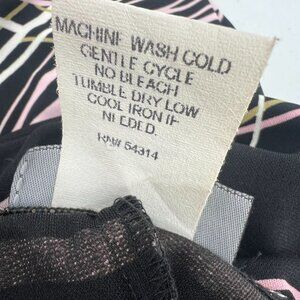 MACHINE WASH COLD
GENTLE CYCLE
NO BLEACH
TUMBLE DRY LOW
COOL IRON IF
NEEDED.
RN# 54314